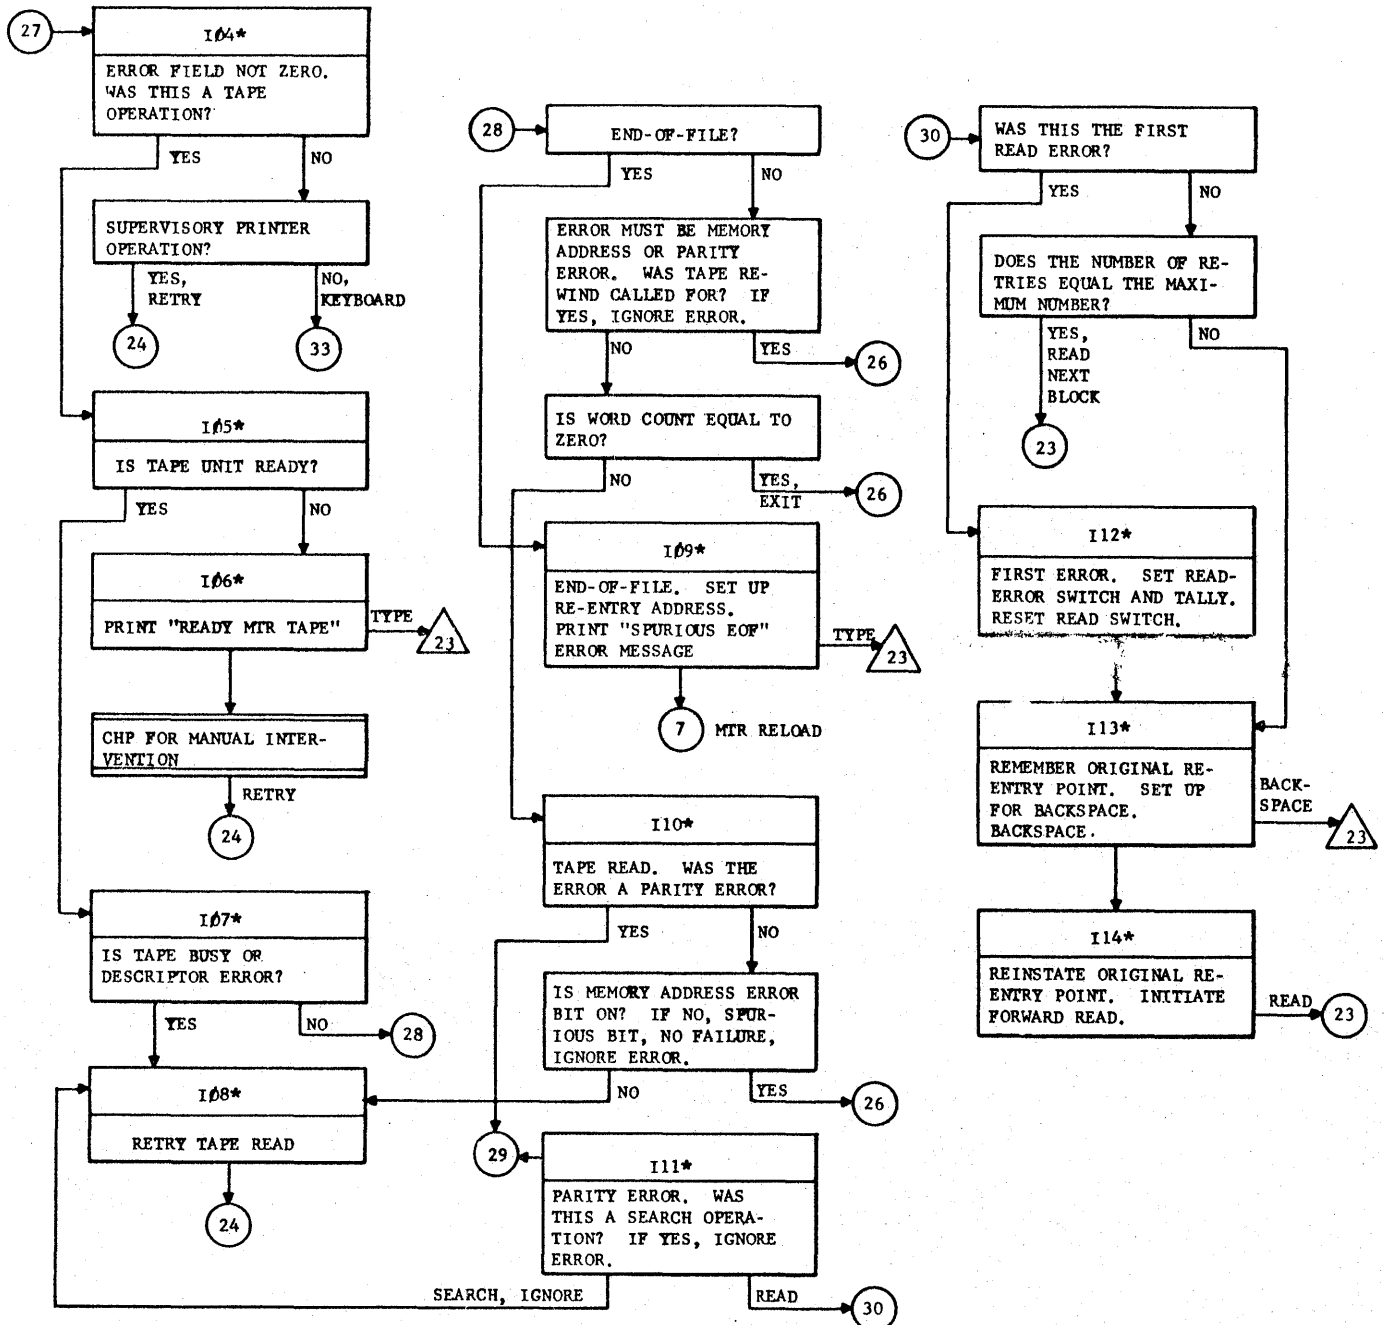 27
IØ4*
ERROR FIELD NOT ZERO.
WAS THIS A TAPE
OPERATION?
YES
NO
SUPERVISORY PRINTER
OPERATION?
YES,
RETRY
NO,
KEYBOARD
24
33
IØ5*
IS TAPE UNIT READY?
YES
NO
IØ6*
PRINT "READY MTR TAPE"
TYPE
23
CHP FOR MANUAL INTER-
VENTION
RETRY
24
IØ7*
IS TAPE BUSY OR
DESCRIPTOR ERROR?
YES
NO
28
IØ8*
RETRY TAPE READ
24
28
END-OF-FILE?
YES
NO
ERROR MUST BE MEMORY
ADDRESS OR PARITY
ERROR. WAS TAPE RE-
WIND CALLED FOR? IF
YES, IGNORE ERROR.
NO
YES
26
IS WORD COUNT EQUAL TO
ZERO?
NO
YES,
EXIT
26
IØ9*
END-OF-FILE. SET UP
RE-ENTRY ADDRESS.
PRINT "SPURIOUS EOF"
ERROR MESSAGE
TYPE
23
7
MTR RELOAD
I10*
TAPE READ. WAS THE
ERROR A PARITY ERROR?
YES
NO
IS MEMORY ADDRESS ERROR
BIT ON? IF NO, SPUR-
IOUS BIT, NO FAILURE,
IGNORE ERROR.
NO
YES
26
29
I11*
PARITY ERROR. WAS
THIS A SEARCH OPERA-
TION? IF YES, IGNORE
ERROR.
SEARCH, IGNORE
READ
30
30
WAS THIS THE FIRST
READ ERROR?
YES
NO
DOES THE NUMBER OF RE-
TRIES EQUAL THE MAXI-
MUM NUMBER?
YES,
READ
NEXT
BLOCK
NO
23
I12*
FIRST ERROR. SET READ-
ERROR SWITCH AND TALLY.
RESET READ SWITCH.
I13*
REMEMBER ORIGINAL RE-
ENTRY POINT. SET UP
FOR BACKSPACE.
BACKSPACE.
BACK-
SPACE
23
I14*
REINSTATE ORIGINAL RE-
ENTRY POINT. INITIATE
FORWARD READ.
READ
23